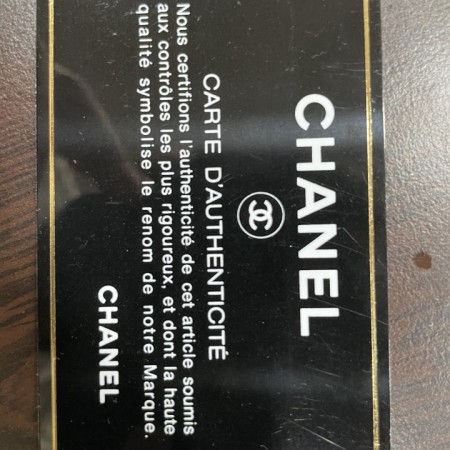 CHANEL
CARTE D'AUTHENTICITÉ
Nous certifions l'authenticité de cet article soumis
aux contrôles les plus rigoureux, et dont la haute
qualité symbolise le renom de notre Marque.
CHANEL